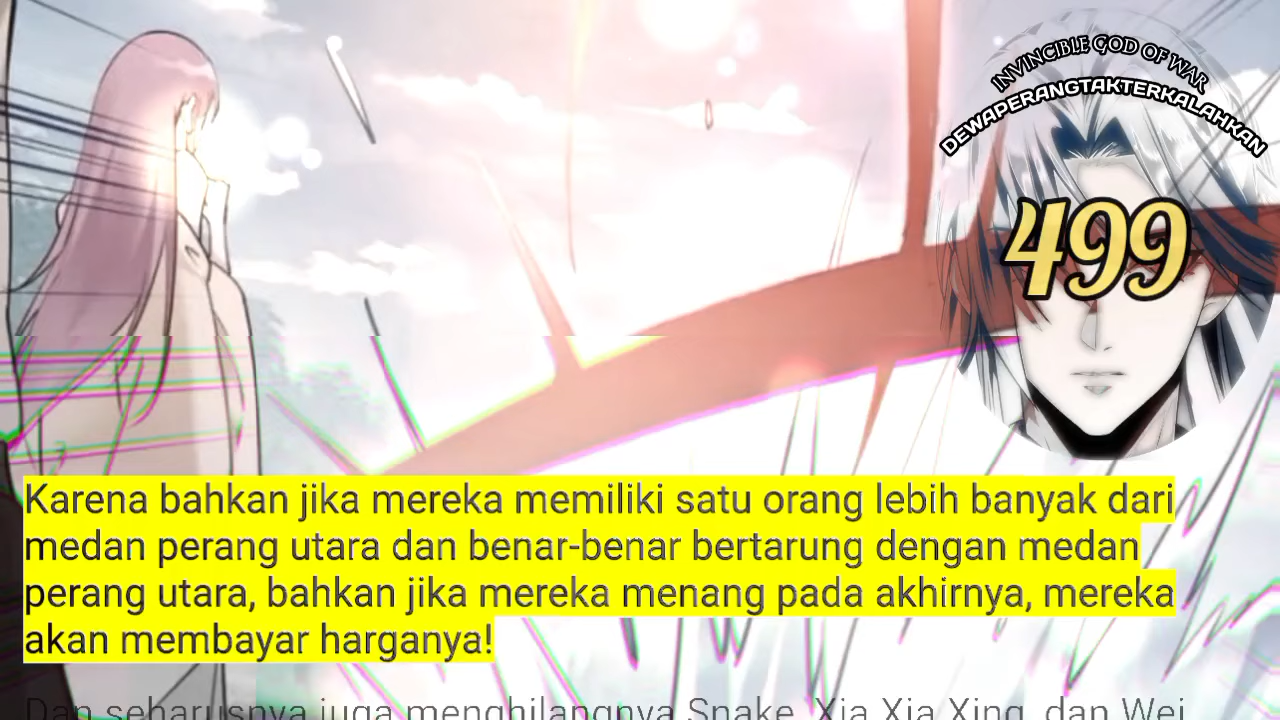 INVINCIBLE GOD OF WAR
DEWAPERANGTAKTERKALAHKAN
499
Karena bahkan jika mereka memiliki satu orang lebih banyak dari
medan perang utara dan benar-benar bertarung dengan medan
perang utara, bahkan jika mereka menang pada akhirnya, mereka
akan membayar harganya!
Dan seharusnya juga menghilangnya Snake, Xia Xia Xing, dan Wei